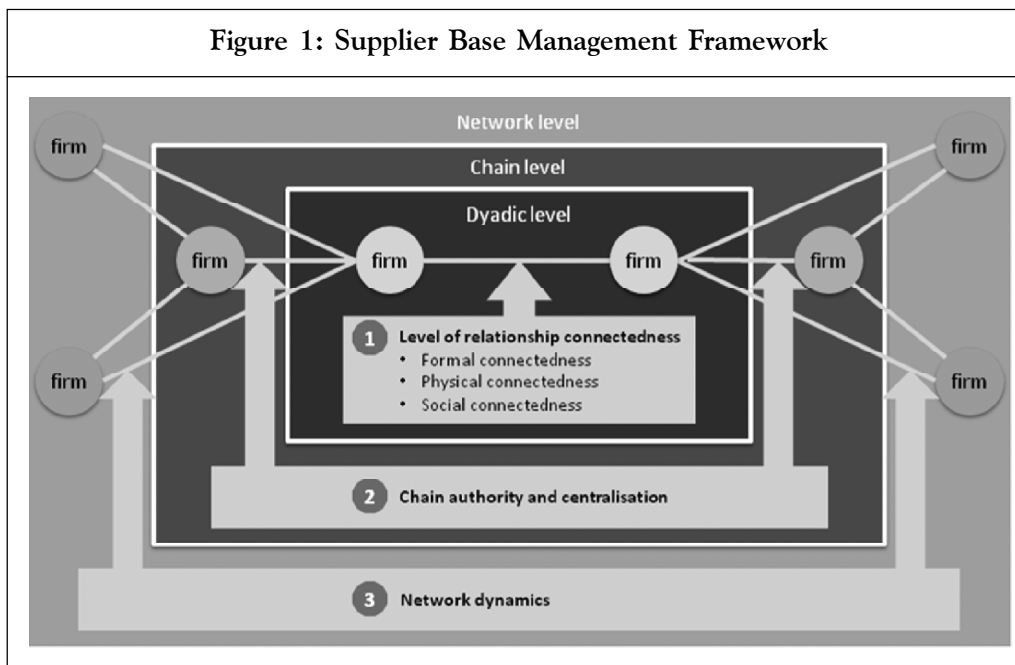 Figure 1: Supplier Base Management Framework
Network level
firm
firm
Chain level
Dyadic level
firm
firm
firm
firm
1 Level of relationship connectedness
• Formal connectedness
• Physical connectedness
• Social connectedness
firm
firm
2 Chain authority and centralisation
3 Network dynamics